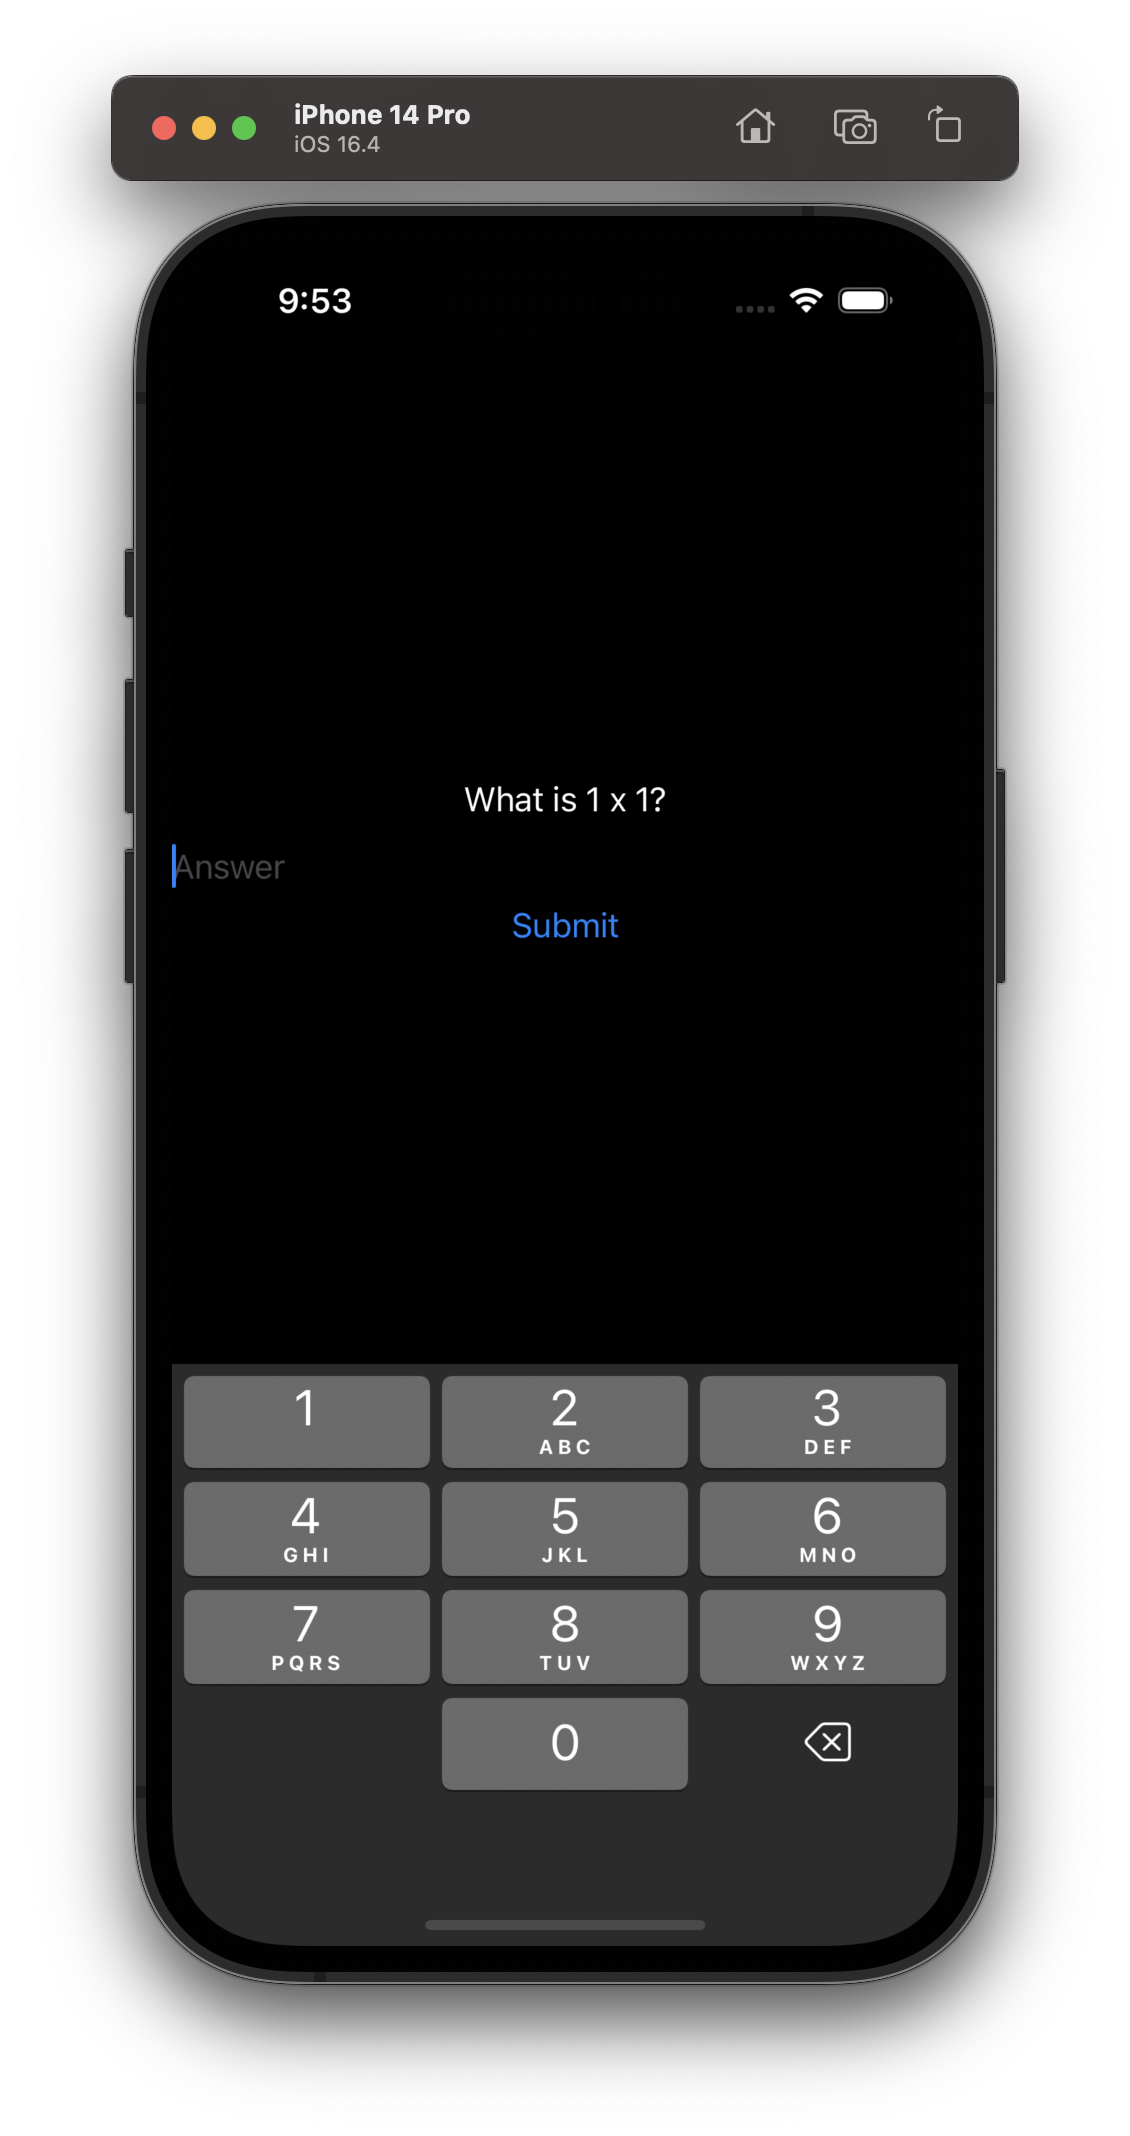 iPhone 14 Pro
iOS 16.4
9:53
What is 1 x 1?
Answer
Submit
1 2 3
ABC DEF
4 5 6
GHI JKL MNO
7 8 9
PQRS TUV WXYZ
0